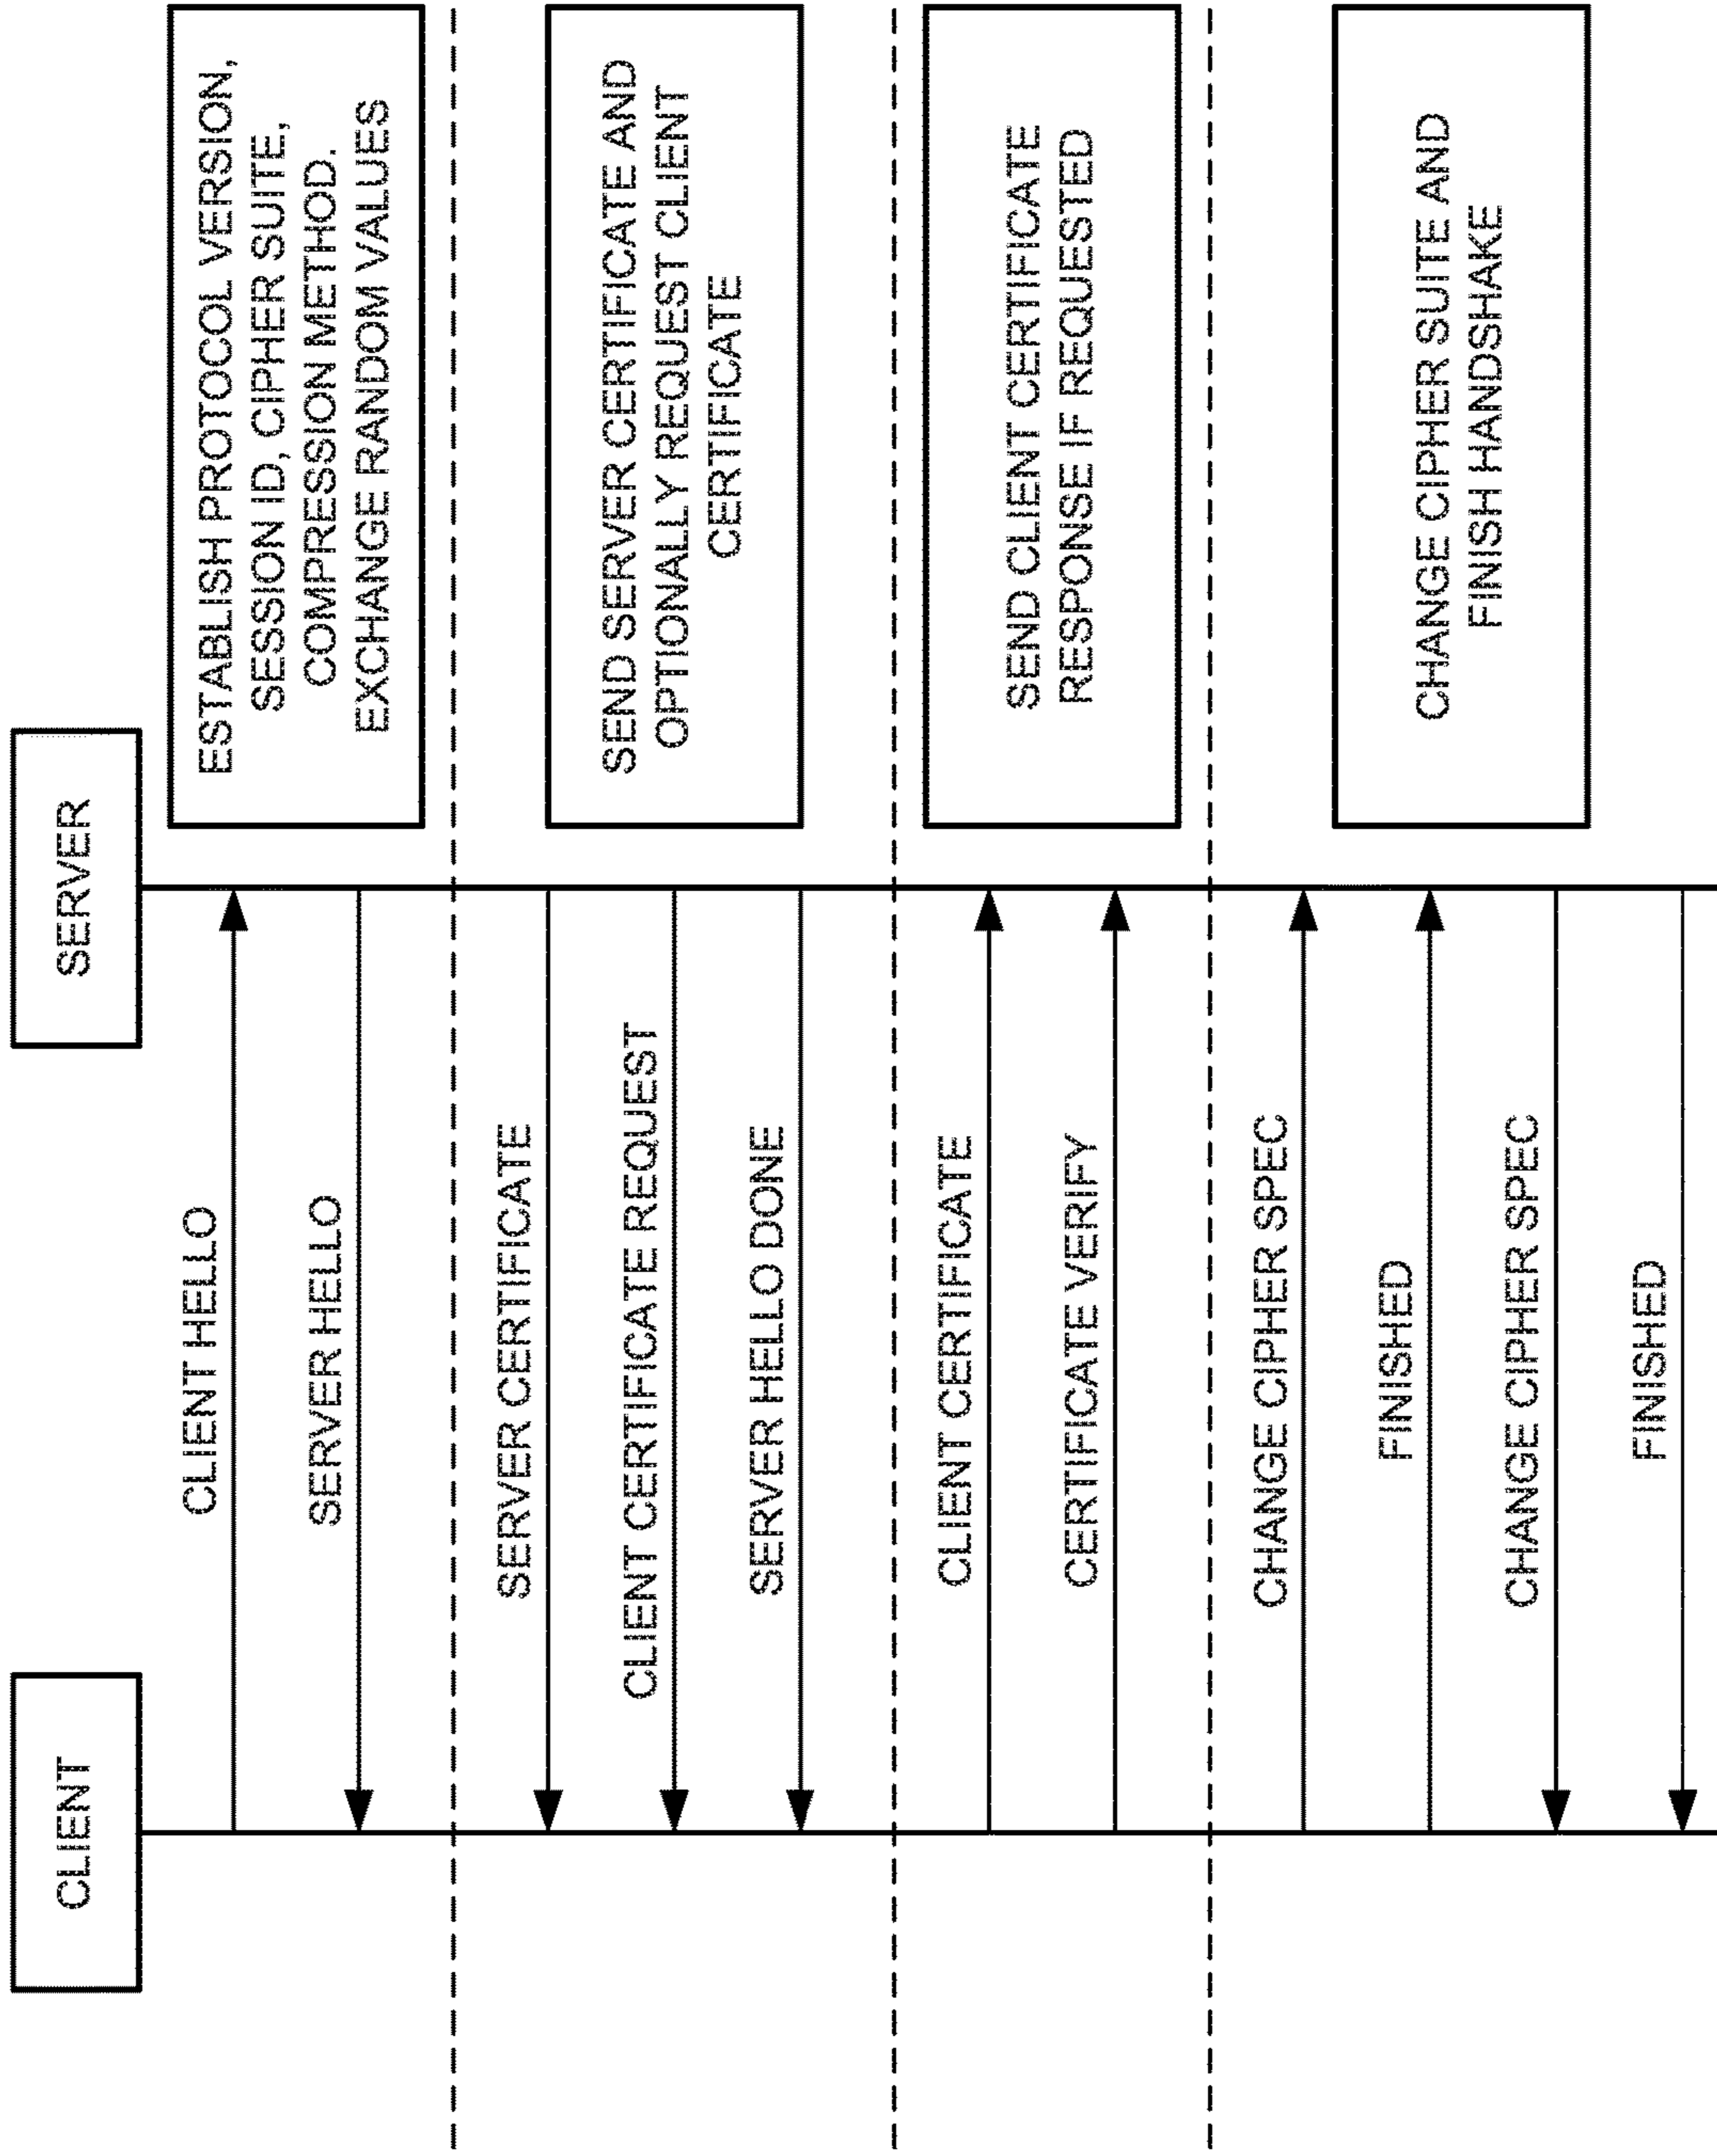 CLIENT
SERVER
CLIENT HELLO
SERVER HELLO
ESTABLISH PROTOCOL VERSION,
SESSION ID, CIPHER SUITE,
COMPRESSION METHOD.
EXCHANGE RANDOM VALUES
SERVER CERTIFICATE
CLIENT CERTIFICATE REQUEST
SERVER HELLO DONE
SEND SERVER CERTIFICATE AND
OPTIONALLY REQUEST CLIENT
CERTIFICATE
CLIENT CERTIFICATE
CERTIFICATE VERIFY
SEND CLIENT CERTIFICATE
RESPONSE IF REQUESTED
CHANGE CIPHER SPEC
FINISHED
CHANGE CIPHER SPEC
FINISHED
CHANGE CIPHER SUITE AND
FINISH HANDSHAKE